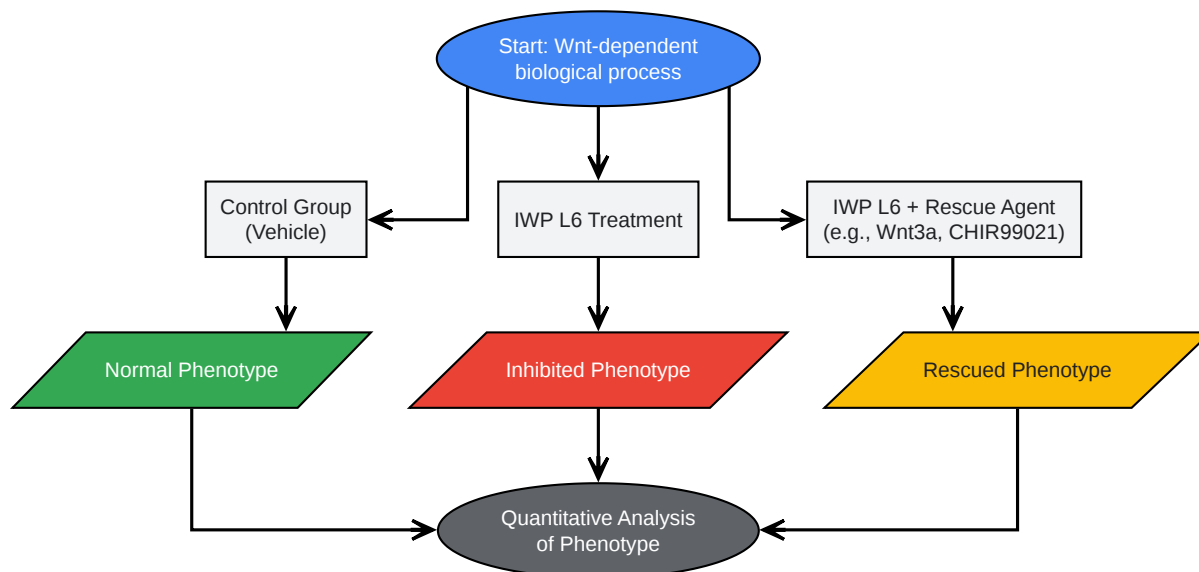 Start: Wnt-dependent
biological process
Control Group
(Vehicle)
IWP L6 Treatment
IWP L6 + Rescue Agent
(e.g., Wnt3a, CHIR99021)
Normal Phenotype
Inhibited Phenotype
Rescued Phenotype
Quantitative Analysis
of Phenotype